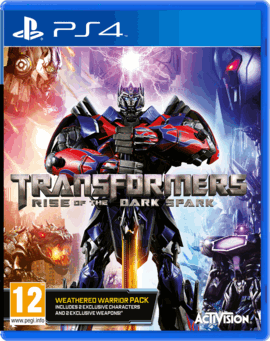 PS4
TRANSFORMERS
RISE OF THE DARK SPARK
12
www.pegi.info
WEATHERED WARRIOR PACK
INCLUDES 2 EXCLUSIVE CHARACTERS
AND 2 EXCLUSIVE WEAPONS*
ACTIVISION